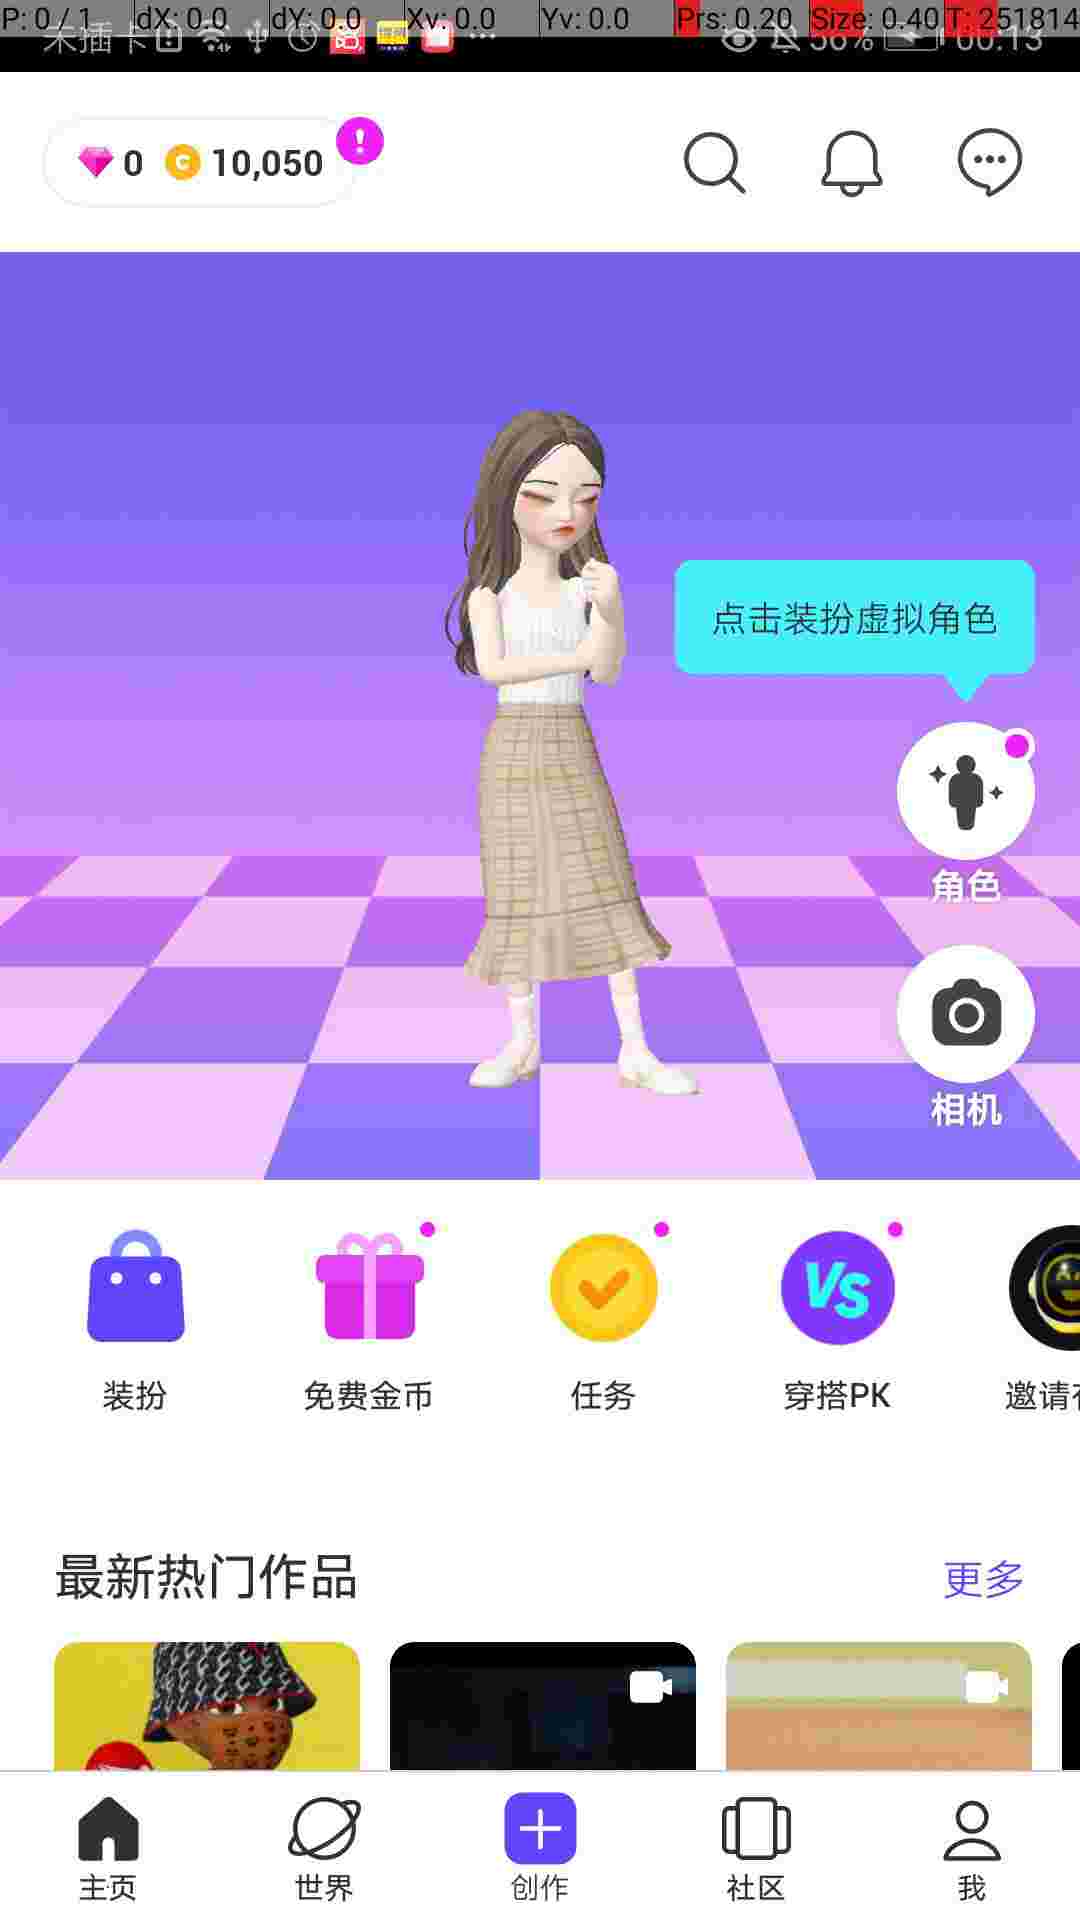 P: 0 / 1 dX: 0.0 dY: 0.0 Xv: 0.0 Yv: 0.0 Prs: 0.20 Size: 0.40 T: 251814
未插卡 56% 00:13
0 10,050
点击装扮虚拟角色
角色
相机
VS
装扮 免费金币 任务 穿搭PK 邀请
最新热门作品 更多
主页 世界 创作 社区 我